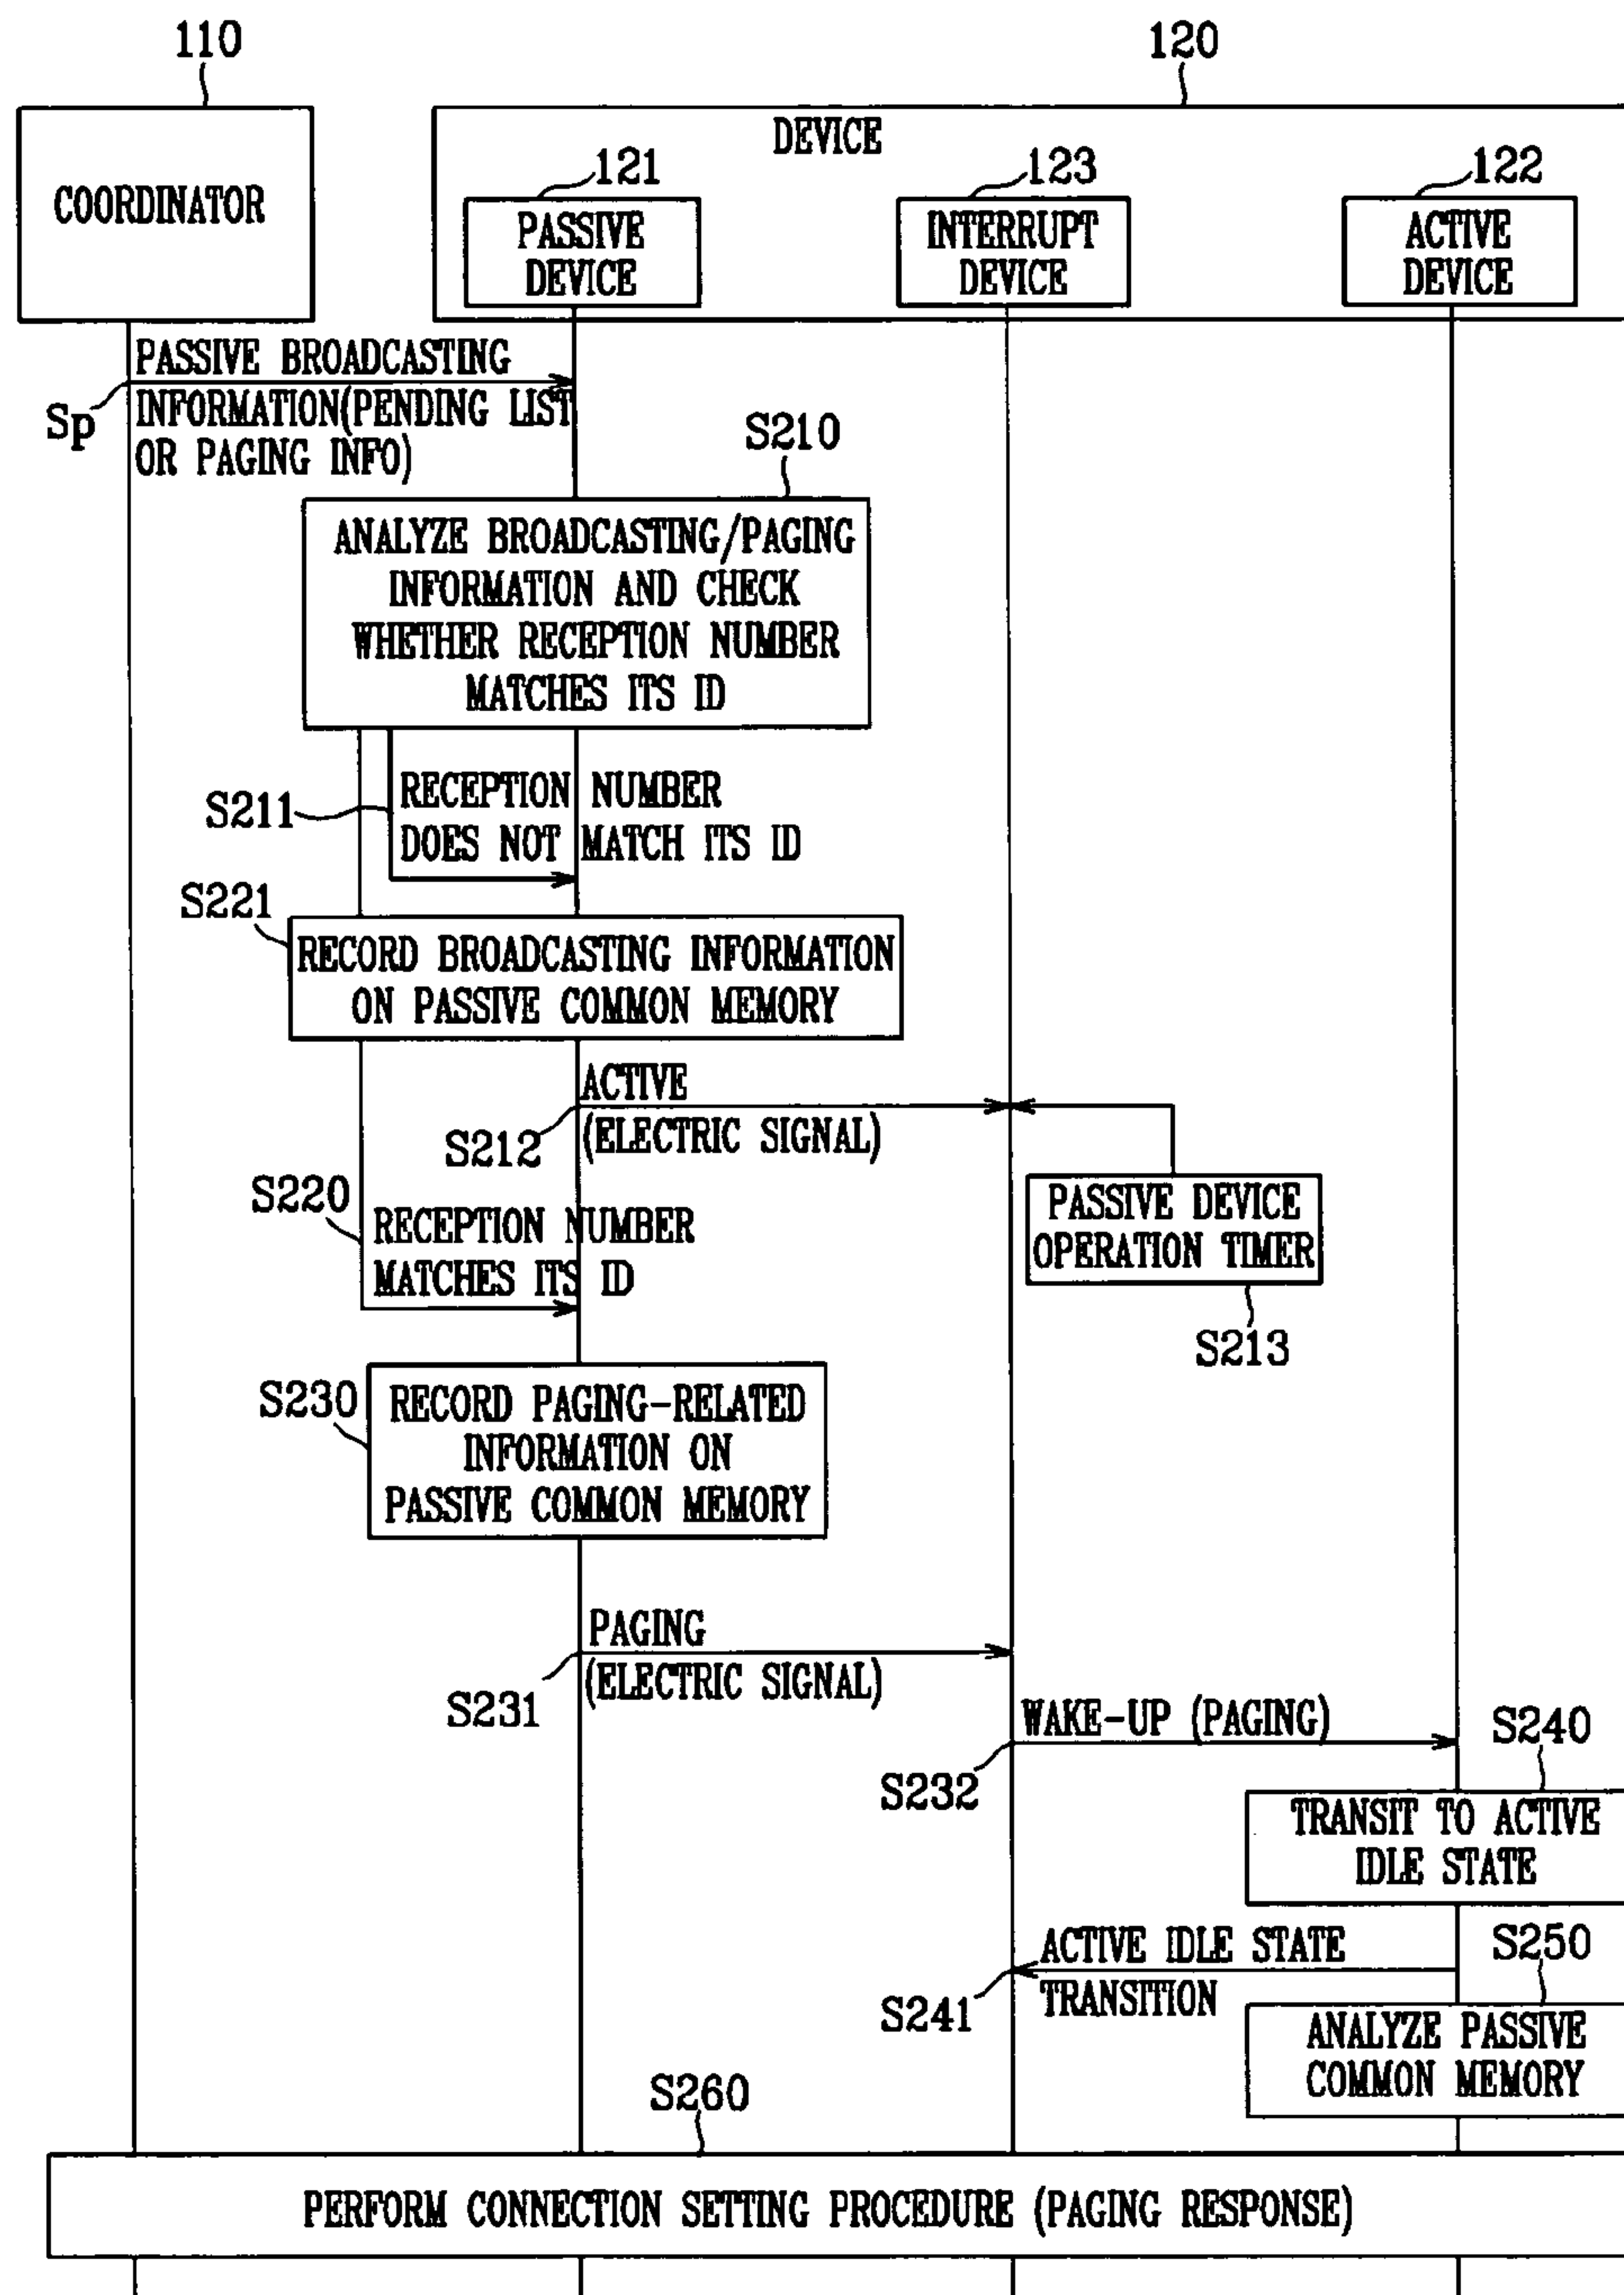 110
120
COORDINATOR
DEVICE
121
123
122
PASSIVE
DEVICE
INTERRUPT
DEVICE
ACTIVE
DEVICE
PASSIVE BROADCASTING
INFORMATION(PENDING LIST
OR PAGING INFO)
Sp
S210
ANALYZE BROADCASTING/PAGING
INFORMATION AND CHECK
WHETHER RECEPTION NUMBER
MATCHES ITS ID
S211
RECEPTION NUMBER
DOES NOT MATCH ITS ID
S221
RECORD BROADCASTING INFORMATION
ON PASSIVE COMMON MEMORY
ACTIVE
(ELECTRIC SIGNAL)
S212
S220
RECEPTION NUMBER
MATCHES ITS ID
PASSIVE DEVICE
OPERATION TIMER
S213
S230
RECORD PAGING-RELATED
INFORMATION ON
PASSIVE COMMON MEMORY
PAGING
(ELECTRIC SIGNAL)
S231
WAKE-UP (PAGING)
S232
S240
TRANSIT TO ACTIVE
IDLE STATE
ACTIVE IDLE STATE
TRANSITION
S241
S250
ANALYZE PASSIVE
COMMON MEMORY
S260
PERFORM CONNECTION SETTING PROCEDURE (PAGING RESPONSE)